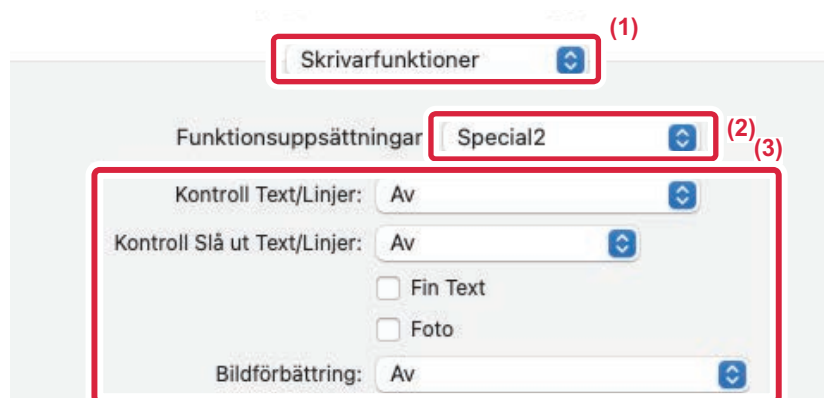 (1)
Skrivarfunktioner
Funktionsuppsättningar Special2 (2)
(3)
Kontroll Text/Linjer: Av
Kontroll Slå ut Text/Linjer: Av
Fin Text
Foto
Bildförbättring: Av